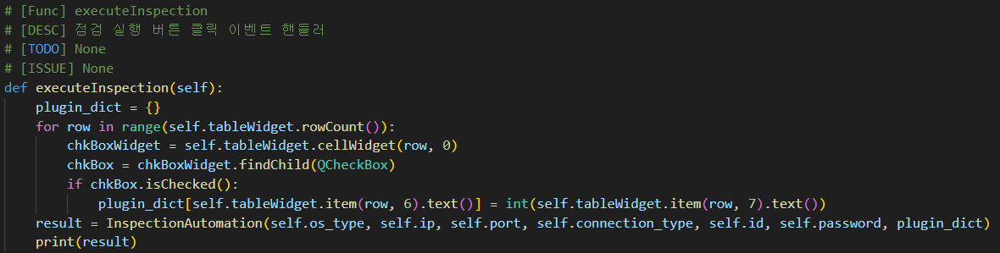 # [Func] executeInspection
# [DESC] 점검 실행 버튼 클릭 이벤트 핸들러
# [TODO] None
# [ISSUE] None
def executeInspection(self):
    plugin_dict = {}
    for row in range(self.tableWidget.rowCount()):
        chkBoxWidget = self.tableWidget.cellWidget(row, 0)
        chkBox = chkBoxWidget.findChild(QCheckBox)
        if chkBox.isChecked():
            plugin_dict[self.tableWidget.item(row, 6).text()] = int(self.tableWidget.item(row, 7).text())
    result = InspectionAutomation(self.os_type, self.ip, self.port, self.connection_type, self.id, self.password, plugin_dict)
    print(result)